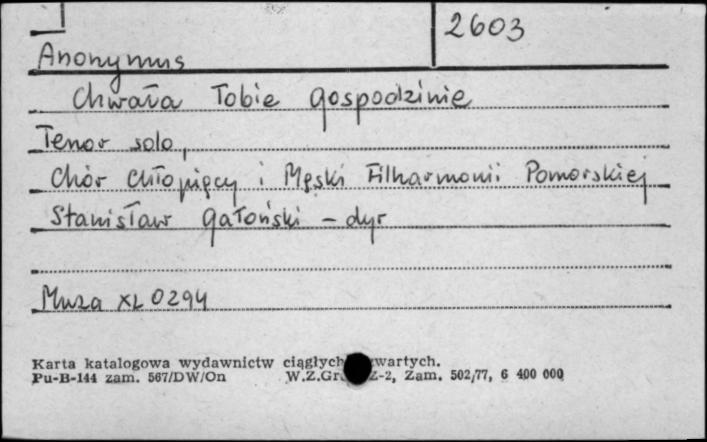 2603
Anonymus
Chwała Tobie Gospodzinie
Tenor solo,
Chór Chłopięcy i Męski Filharmonii Pomorskiej
Stanisław Gałoński - dyr
Muza XL 0294
Karta katalogowa wydawnictw ciągłych wartych.
Pu-B-144 zam. 567/DW/On W.Z.Gr. Z-2, Zam. 502/77, 6 400 000